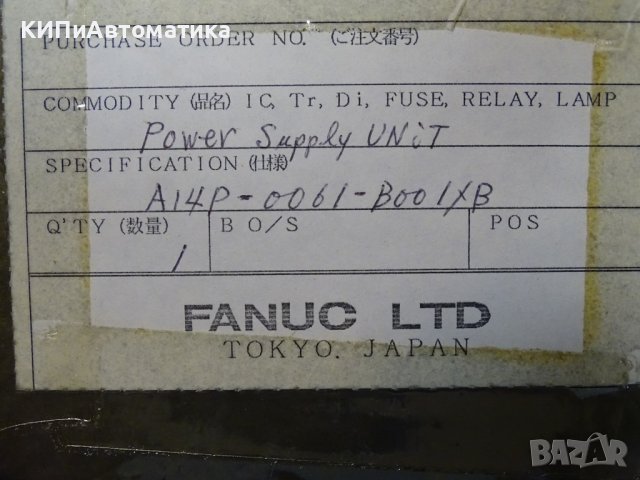 КИПиАвтоматика
PURCHASE ORDER NO. (ご注文番号)
COMMODITY (品名) IC, Tr, Di, FUSE, RELAY, LAMP
Power Supply UNiT
SPECIFICATION (仕様)
A14P-0061-B001XB
Q'TY (数量) B O/S POS
1
FANUC LTD
TOKYO. JAPAN
BAZAR